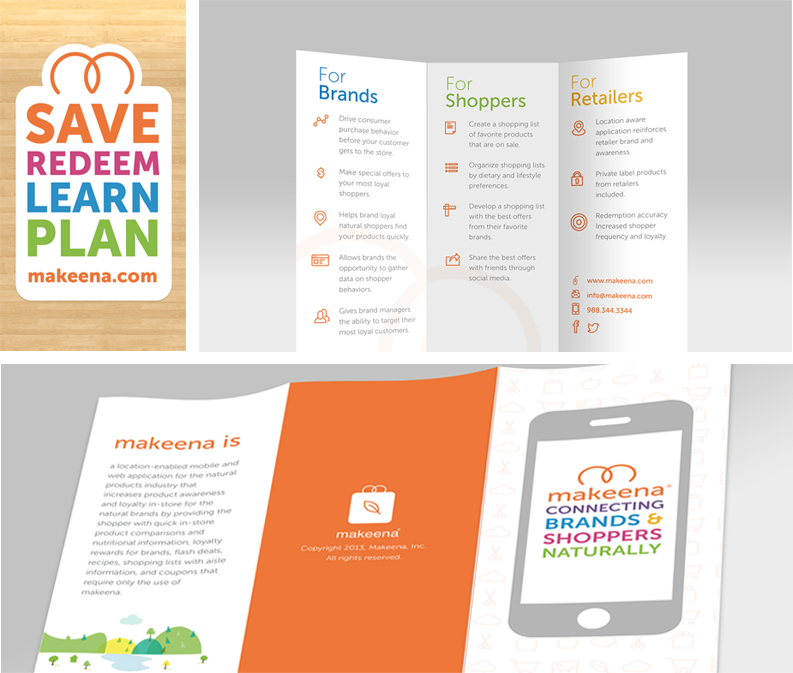 SAVE
REDEEM
LEARN
PLAN
makeena.com
For
Brands
Drive consumer
purchase behavior
before your customer
gets to the store.
Make special offers to
your most loyal
shoppers.
Helps brand loyal
natural shoppers find
your products quickly.
Allows brands the
opportunity to gather
data on shopper
behaviors.
Gives brand managers
the ability to target their
most loyal customers.
For
Shoppers
Create a shopping list
of favorite products
that are on sale.
Organize shopping lists
by dietary and lifestyle
preferences.
Develop a shopping list
with the best offers
from their favorite
brands.
Share the best offers
with friends through
social media.
For
Retailers
Location aware
application reinforces
retailer brand and
awareness.
Private label products
from retailers
included.
Redemption accuracy
Increased shopper
frequency and loyalty
www.makeena.com
info@makeena.com
988.344.3344
makeena is
a location-enabled mobile and
web application for the natural
products industry that
increases product awareness
and loyalty in-store for the
natural brands by providing the
shopper with quick in-store
product comparisons and
nutritional information, loyalty
rewards for brands, flash deals,
recipes, shopping lists with aisle
information, and coupons that
require only the use of
makeena.
makeena®
Copyright 2013, Makeena, Inc.
All rights reserved.
makeena®
CONNECTING
BRANDS &
SHOPPERS
NATURALLY